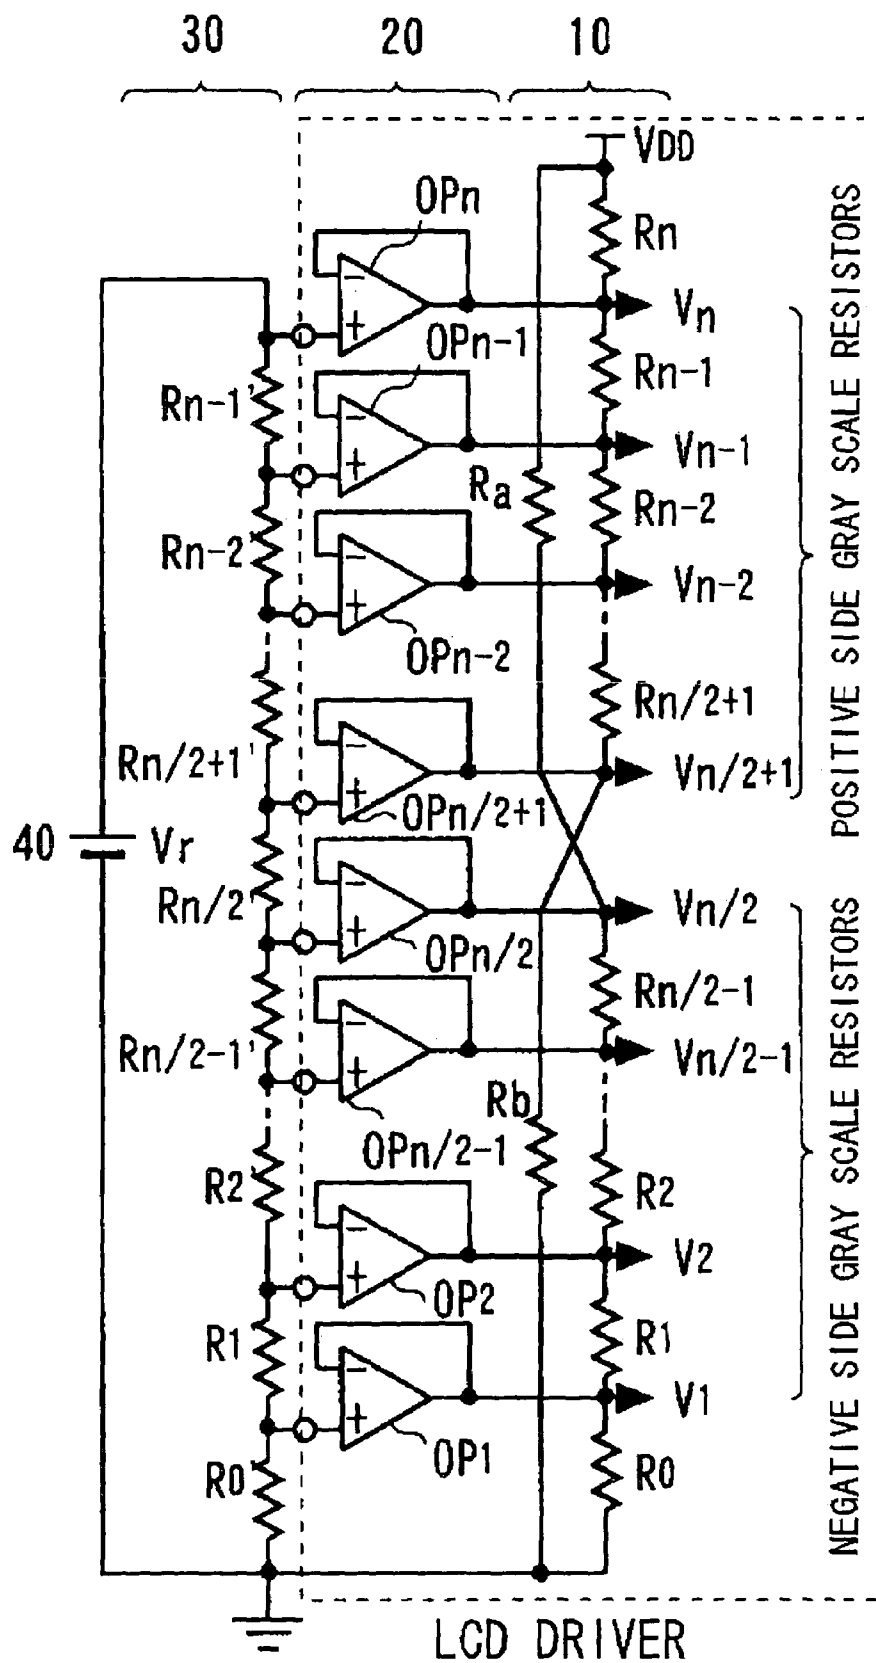 30 20 10
VDD
OPn
Rn
−
+
Vn
OPn-1
Rn-1
Rn-1'
−
+
Vn-1
Ra
Rn-2
Rn-2'
−
+
Vn-2
OPn-2
Rn/2+1
Rn/2+1'
−
+
Vn/2+1
OPn/2+1
40 Vr
Rn/2'
−
+
Vn/2
OPn/2
Rn/2-1
Rn/2-1'
−
+
Vn/2-1
Rb
OPn/2-1
R2'
R2
−
+
V2
OP2
R1'
R1
−
+
V1
OP1
R0'
R0
POSITIVE SIDE GRAY SCALE RESISTORS
NEGATIVE SIDE GRAY SCALE RESISTORS
LCD DRIVER